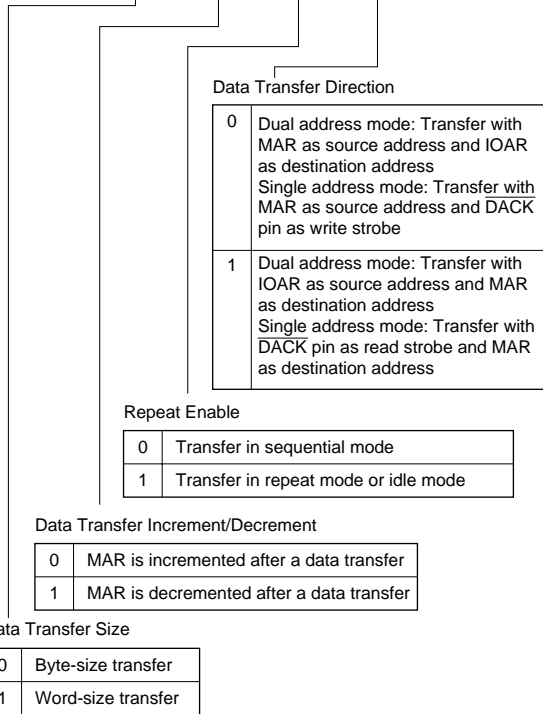 Data Transfer Direction
0 Dual address mode: Transfer with
MAR as source address and IOAR
as destination address
Single address mode: Transfer with
MAR as source address and DACK
pin as write strobe
1 Dual address mode: Transfer with
IOAR as source address and MAR
as destination address
Single address mode: Transfer with
DACK pin as read strobe and MAR
as destination address
Repeat Enable
0 Transfer in sequential mode
1 Transfer in repeat mode or idle mode
Data Transfer Increment/Decrement
0 MAR is incremented after a data transfer
1 MAR is decremented after a data transfer
ata Transfer Size
0 Byte-size transfer
1 Word-size transfer